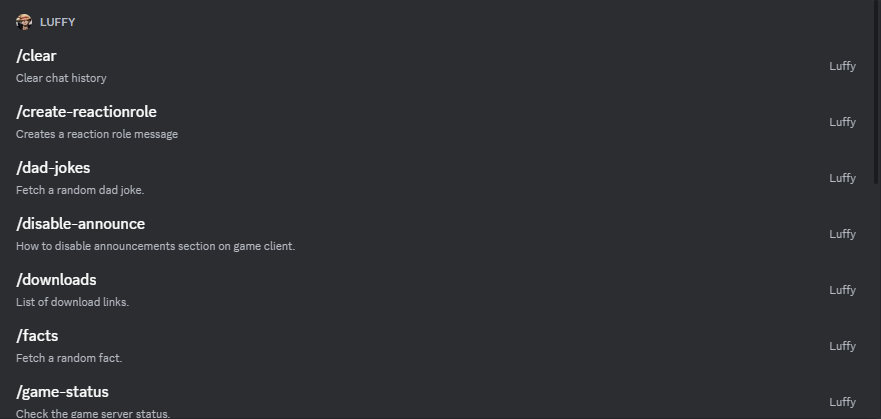 LUFFY
/clear
Clear chat history
Luffy
/create-reactionrole
Creates a reaction role message
Luffy
/dad-jokes
Fetch a random dad joke.
Luffy
/disable-announce
How to disable announcements section on game client.
Luffy
/downloads
List of download links.
Luffy
/facts
Fetch a random fact.
Luffy
/game-status
Check the game server status.
Luffy